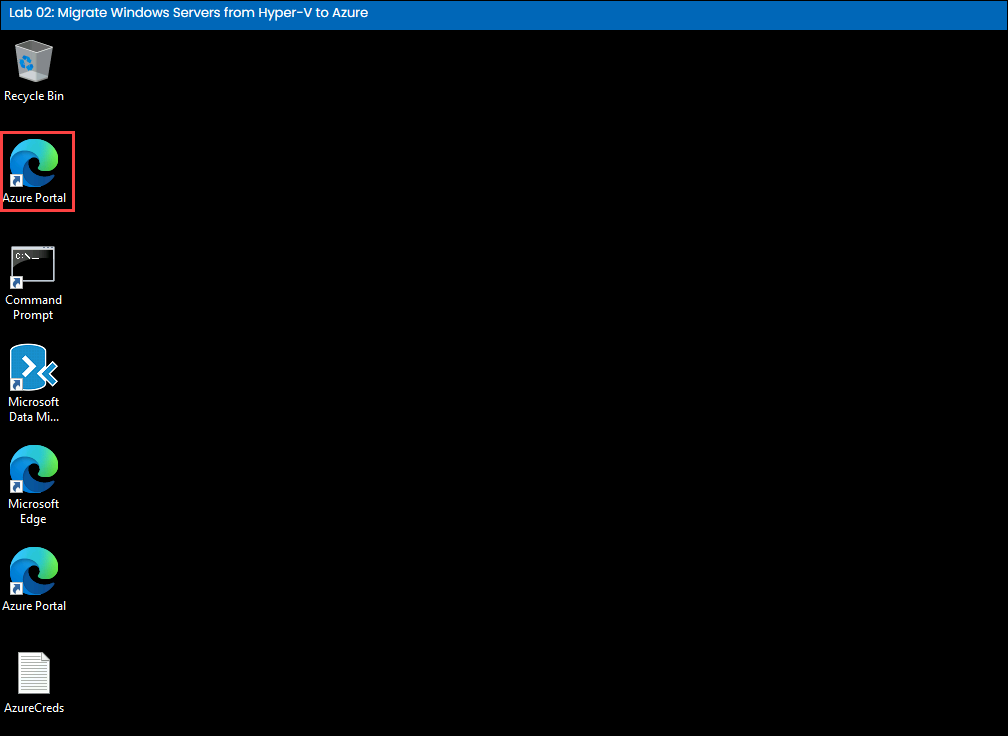 Lab 02: Migrate Windows Servers from Hyper-V to Azure
Recycle Bin
Azure Portal
C:\_
Command
Prompt
Microsoft
Data Mi...
Microsoft
Edge
Azure Portal
AzureCreds